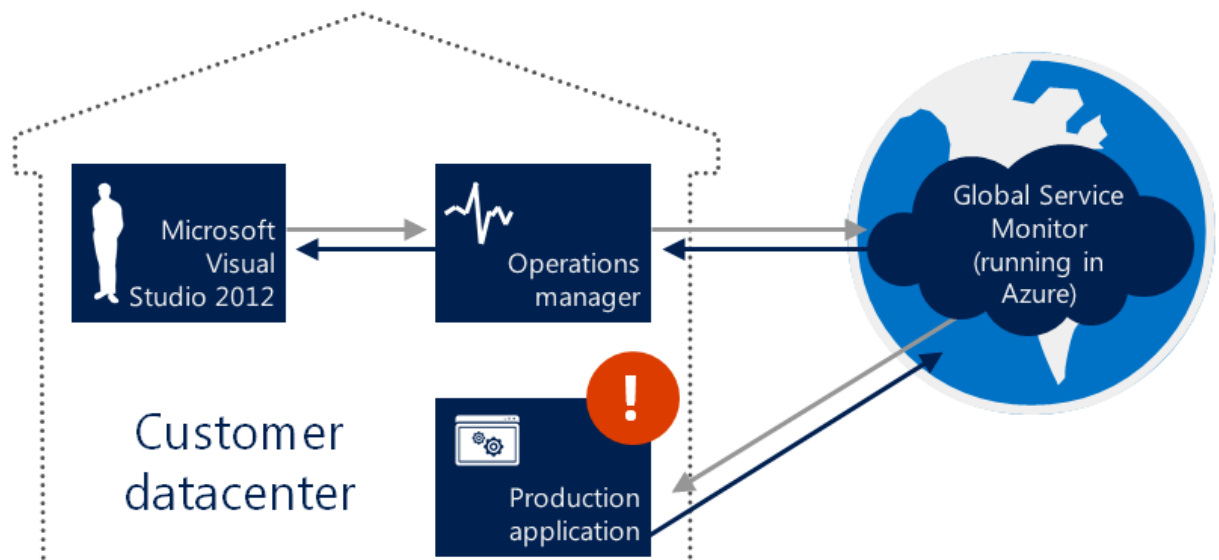 Microsoft
Visual
Studio 2012
Operations
manager
Global Service
Monitor
(running in
Azure)
!
Customer
datacenter
Production
application